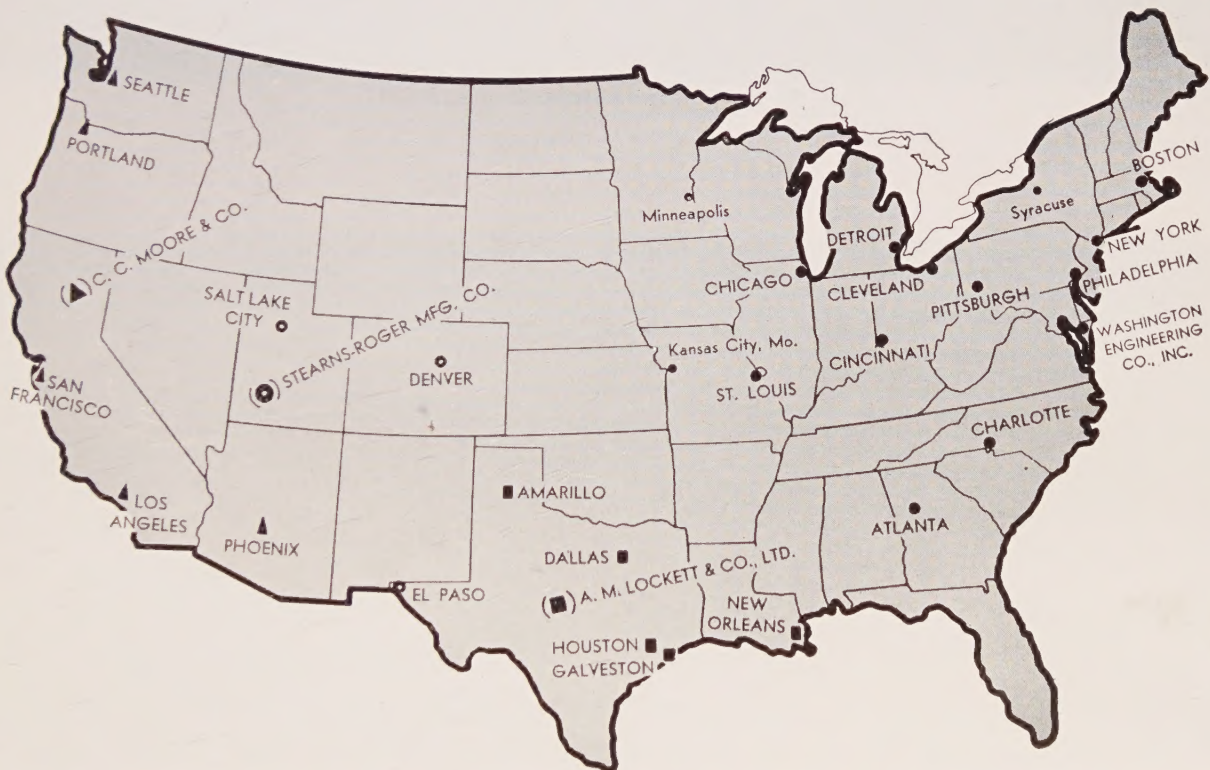 SEATTLE
PORTLAND
C. C. MOORE & CO.
SALT LAKE
CITY
STEARNS-ROGER MFG. CO.
DENVER
SAN
FRANCISCO
LOS
ANGELES
PHOENIX
EL PASO
AMARILLO
DALLAS
A. M. LOCKETT & CO., LTD.
HOUSTON
GALVESTON
NEW
ORLEANS
Minneapolis
CHICAGO
DETROIT
CLEVELAND
Kansas City, Mo.
ST. LOUIS
CINCINNATI
PITTSBURGH
Syracuse
BOSTON
NEW YORK
PHILADELPHIA
WASHINGTON
ENGINEERING
CO., INC.
CHARLOTTE
ATLANTA